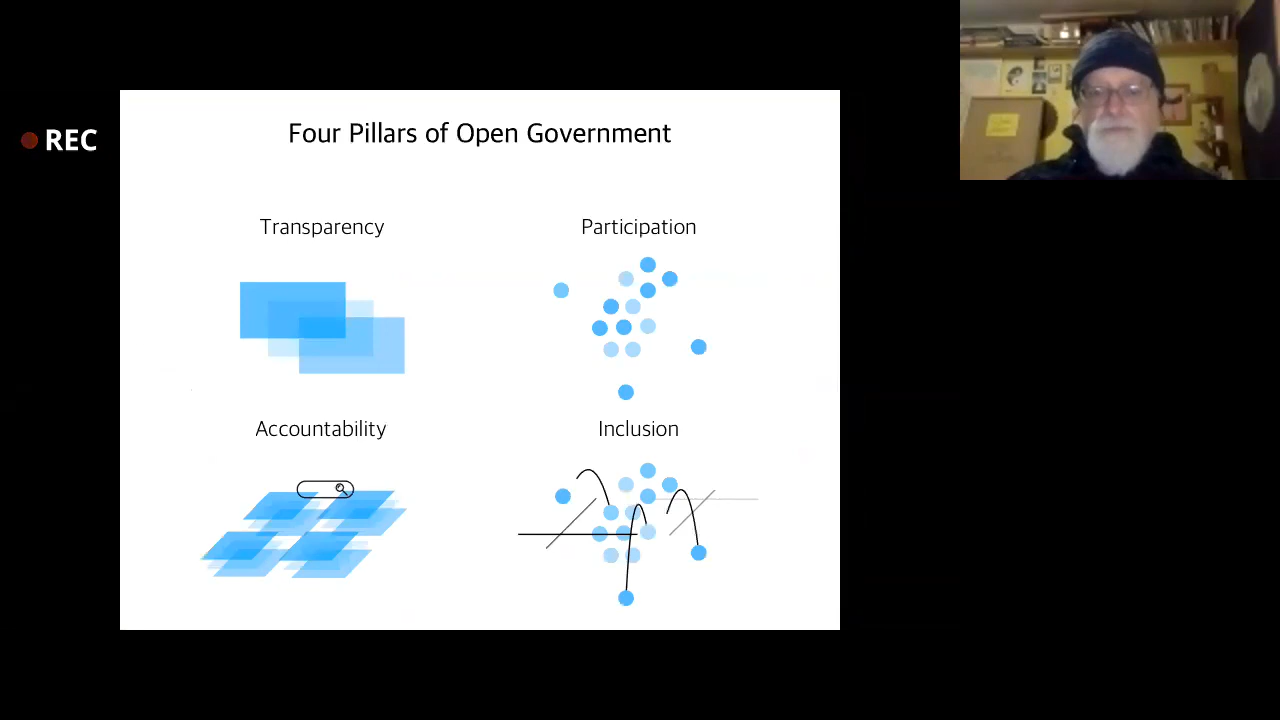 REC
Four Pillars of Open Government
Transparency
Participation
Accountability
Inclusion